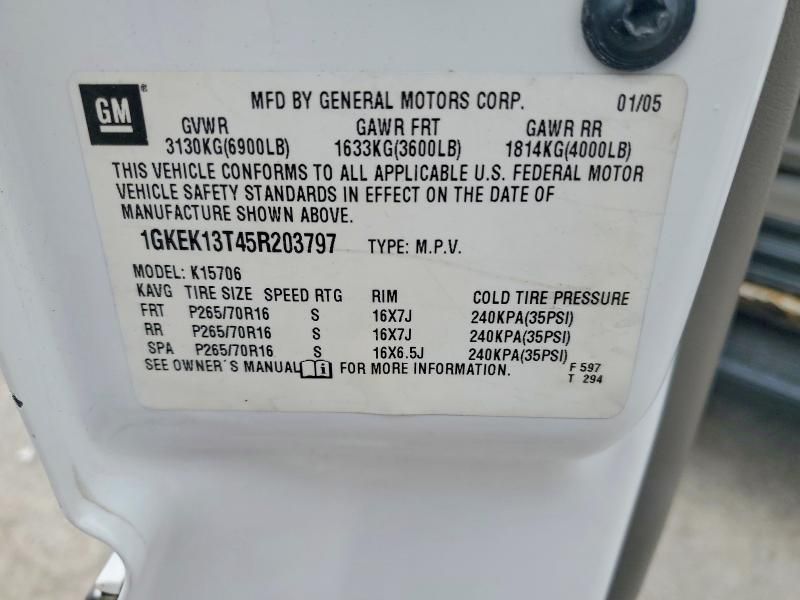 GM ® MFD BY GENERAL MOTORS CORP. 01/05
GVWR GAWR FRT GAWR RR
3130KG(6900LB) 1633KG(3600LB) 1814KG(4000LB)
THIS VEHICLE CONFORMS TO ALL APPLICABLE U.S. FEDERAL MOTOR
VEHICLE SAFETY STANDARDS IN EFFECT ON THE DATE OF
MANUFACTURE SHOWN ABOVE.
1GKEK13T45R203797 TYPE: M.P.V.
MODEL: K15706
KAVG TIRE SIZE SPEED RTG RIM COLD TIRE PRESSURE
FRT P265/70R16 S 16X7J 240KPA(35PSI)
RR P265/70R16 S 16X7J 240KPA(35PSI)
SPA P265/70R16 S 16X6.5J 240KPA(35PSI)
SEE OWNER'S MANUAL i FOR MORE INFORMATION. F 597
T 294